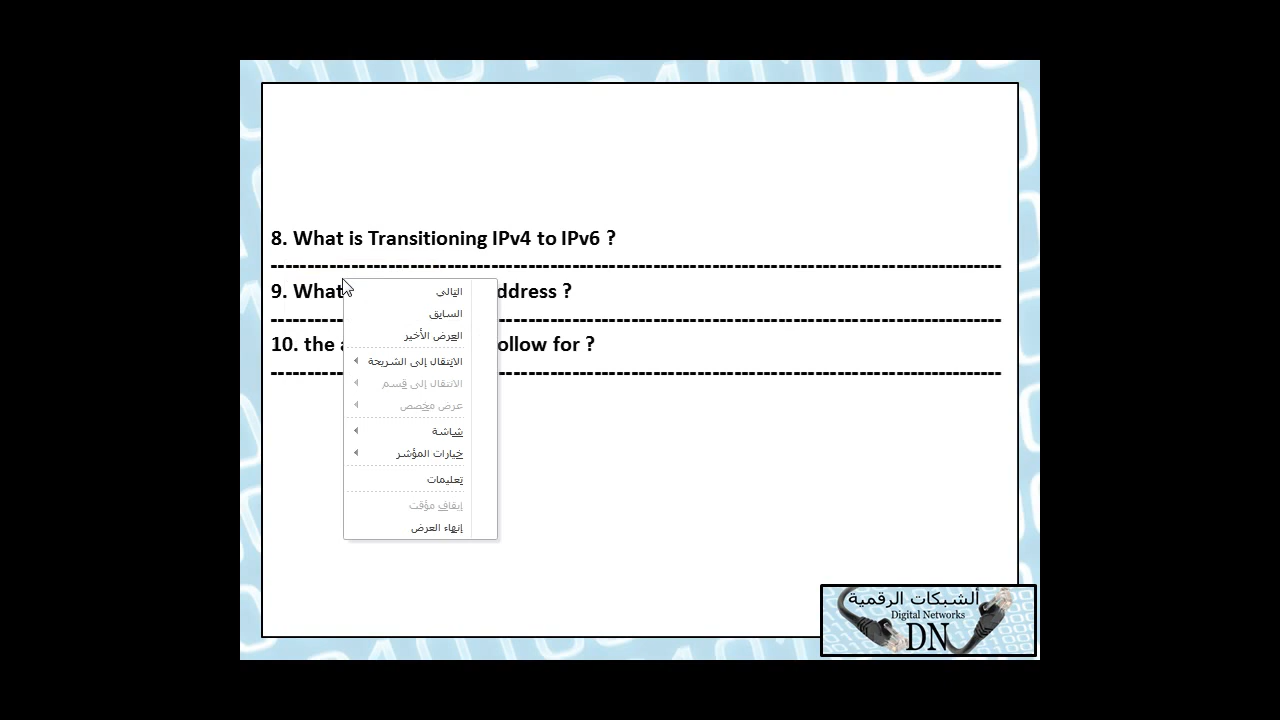 8. What is Transitioning IPv4 to IPv6 ?
--------------------------------------------------------------------------------
9. What ddress ?
--------------------------------------------------------------------------------
10. the ollow for ?
--------------------------------------------------------------------------------
التالي
السابق
العرض الأخير
الانتقال إلى الشريحة
الانتقال إلى قسم
عرض مخصص
شاشة
خيارات المؤشر
تعليمات
إيقاف مؤقت
إنهاء العرض
ألشبكات الرقمية
Digital Networks
DN